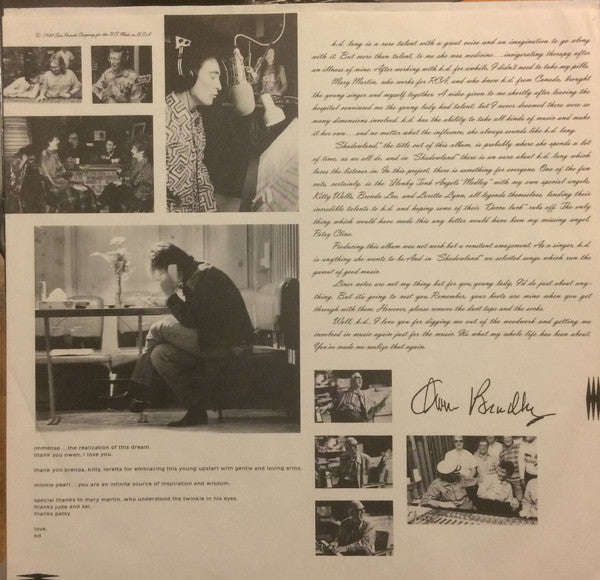 © 1988 Sire Records Company for the U.S. Made in U.S.A
k.d. lang is a rare talent with a great voice and an imagination to go along
with it. But more than talent, to me she was medicine... invigorating therapy after
an illness of mine. After working with k.d. for awhile, I didn't need to take my pills.
Mary Martin, who works for RCA, and who knew k.d. from Canada, brought
the young singer and myself together. A video given to me shortly after leaving the
hospital convinced me the young lady had talent but I never dreamed there were so
many dimensions involved. k.d. has the ability to take all kinds of music and make
it her own... and no matter what the influence, she always sounds like k.d. lang.
"Shadowland," the title cut of this album, is probably where she spends a lot
of time, as we all do, and in "Shadowland" there is an aura about k.d. lang which
lures the listener in. In this project, there is something for everyone. One of the fun
cuts, certainly, is the "Honky Tonk Angels Medley" with my own special angels,
Kitty Wells, Brenda Lee, and Loretta Lynn, all legends themselves, lending their
incredible talents to k.d. and hoping some of their "Decca luck" rubs off. The only
thing which would have made this any better would have been my missing angel,
Patsy Cline.
Producing this album was not work but a constant amazement. As a singer, k.d.
is anything she wants to be. And in "Shadowland" we selected songs which run the
gamut of good music.
Liner notes are not my thing but for you, young lady, I'd do just about any-
thing. But it's going to cost you. Remember, your boots are mine when you get
through with them. However, please remove the duct tape and the socks.
Well, k.d. I love you for digging me out of the woodwork and getting me
involved in music again just for the music. It's what my whole life has been about.
You've made me realize that again.
Owen Bradley
immense...the realization of this dream.
thank you owen, i love you.
thank you brenda, kitty, loretta for embracing this young upstart with gentle and loving arms.
minnie pearl...you are an infinite source of inspiration and wisdom.
special thanks to mary martin, who understood the twinkle in his eyes.
thanks jude and sal.
thanks patsy.
love,
kd